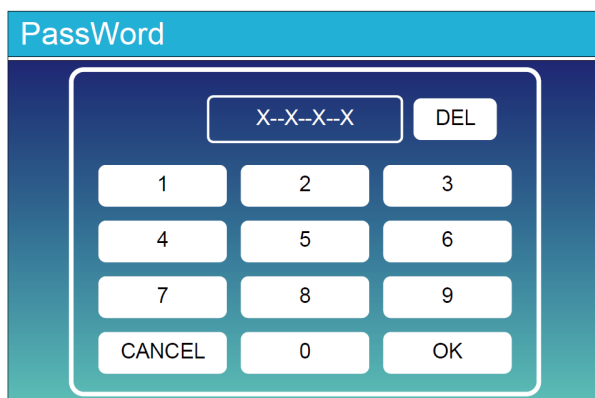 PassWord
X--X--X--X DEL
1 2 3
4 5 6
7 8 9
CANCEL 0 OK